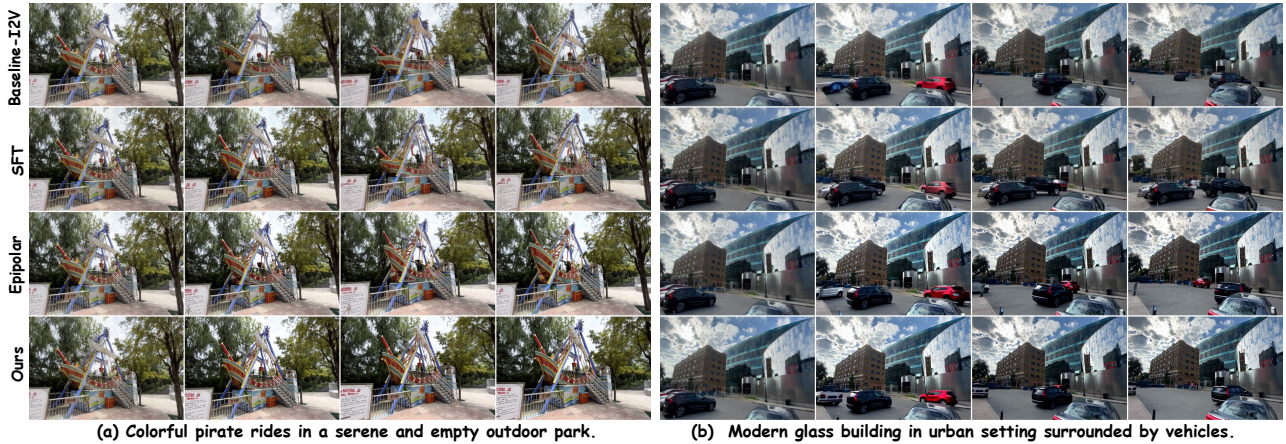 Baseline-I2V
SFT
Epipolar
Ours
(a) Colorful pirate rides in a serene and empty outdoor park.
(b) Modern glass building in urban setting surrounded by vehicles.